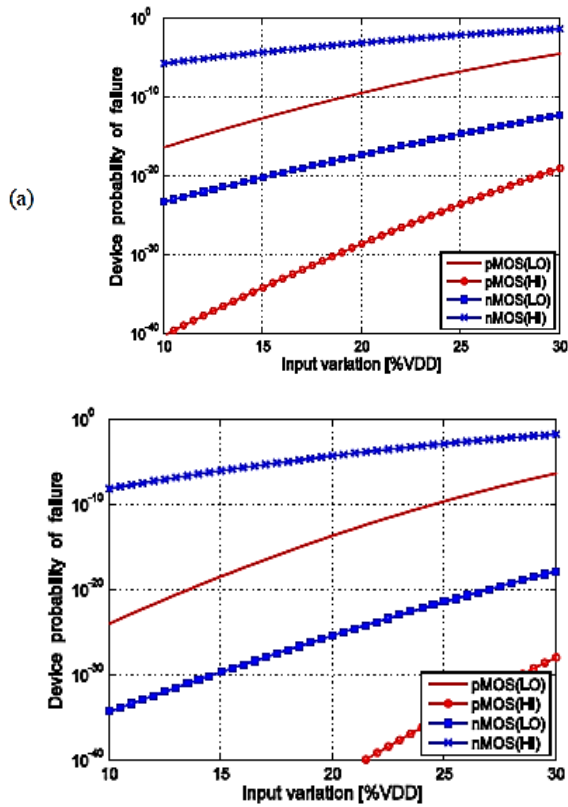 (a)
Device probability of failure
10^0
10^-10
10^-20
10^-30
10^-40
pMOS(LO)
pMOS(HI)
nMOS(LO)
nMOS(HI)
10 15 20 25 30
Input variation [%VDD]
Device probability of failure
10^0
10^-10
10^-20
10^-30
10^-40
pMOS(LO)
pMOS(HI)
nMOS(LO)
nMOS(HI)
10 15 20 25 30
Input variation [%VDD]